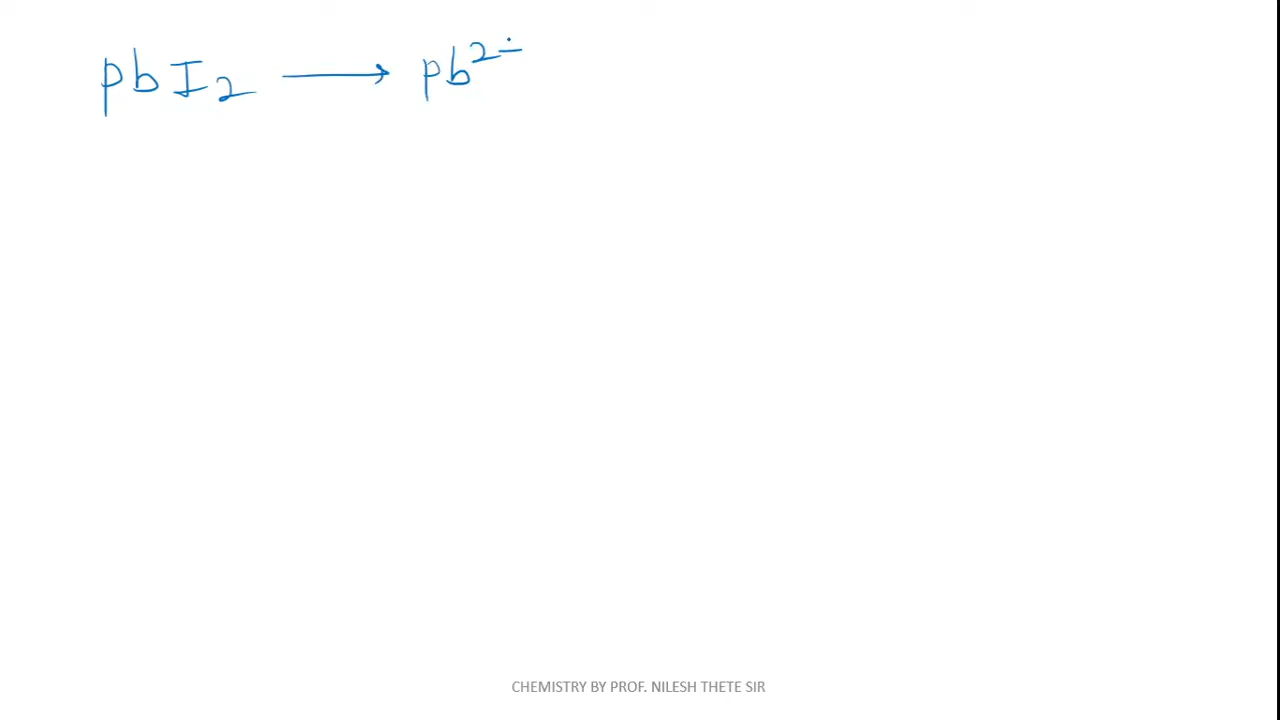 pbI₂ ⟶ pb²⁻
CHEMISTRY BY PROF. NILESH THETE SIR